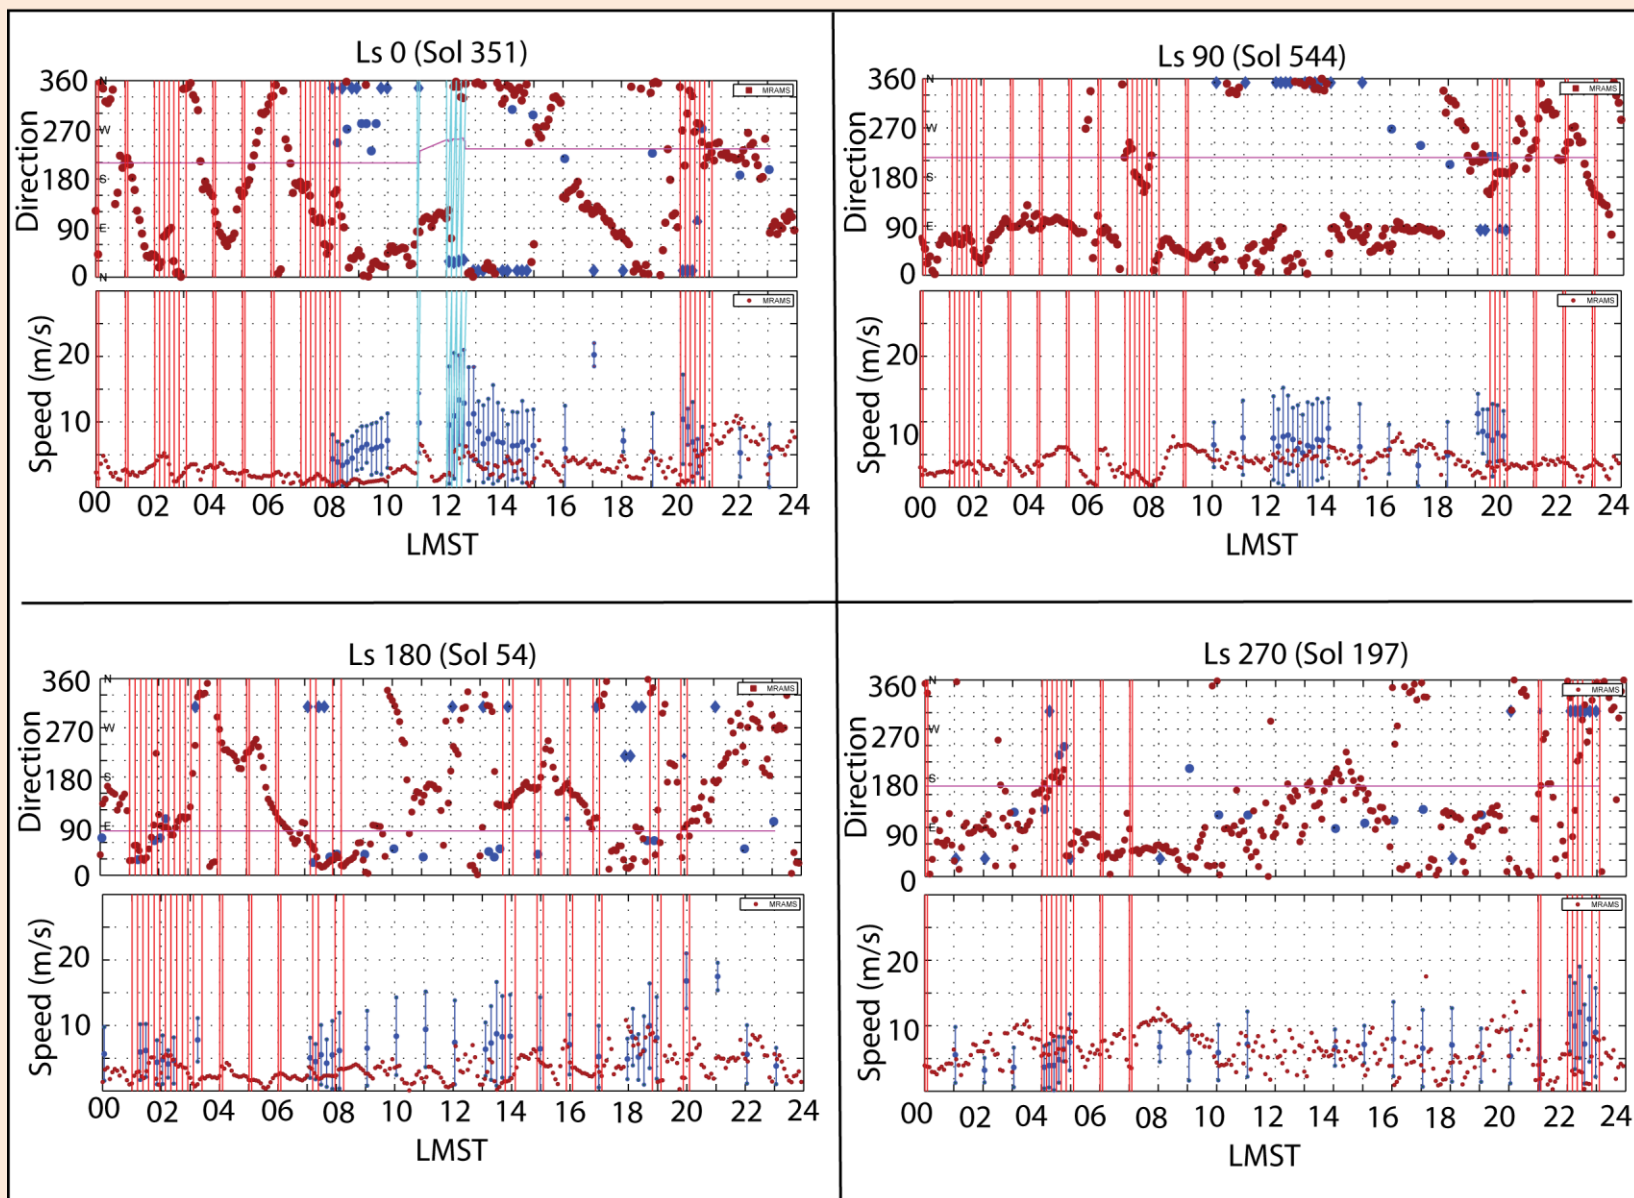 Ls 0 (Sol 351)
Direction
360
270
180
90
0
N
W
S
E
N
MRAMS
Speed (m/s)
20
10
MRAMS
00 02 04 06 08 10 12 14 16 18 20 22 24
LMST
Ls 90 (Sol 544)
Direction
360
270
180
90
0
N
W
S
E
N
MRAMS
Speed (m/s)
20
10
MRAMS
00 02 04 06 08 10 12 14 16 18 20 22 24
LMST
Ls 180 (Sol 54)
Direction
360
270
180
90
0
N
W
S
E
MRAMS
Speed (m/s)
20
10
MRAMS
00 02 04 06 08 10 12 14 16 18 20 22 24
LMST
Ls 270 (Sol 197)
Direction
360
270
180
90
0
N
W
S
E
MRAMS
Speed (m/s)
20
10
0
MRAMS
00 02 04 06 08 10 12 14 16 18 20 22 24
LMST